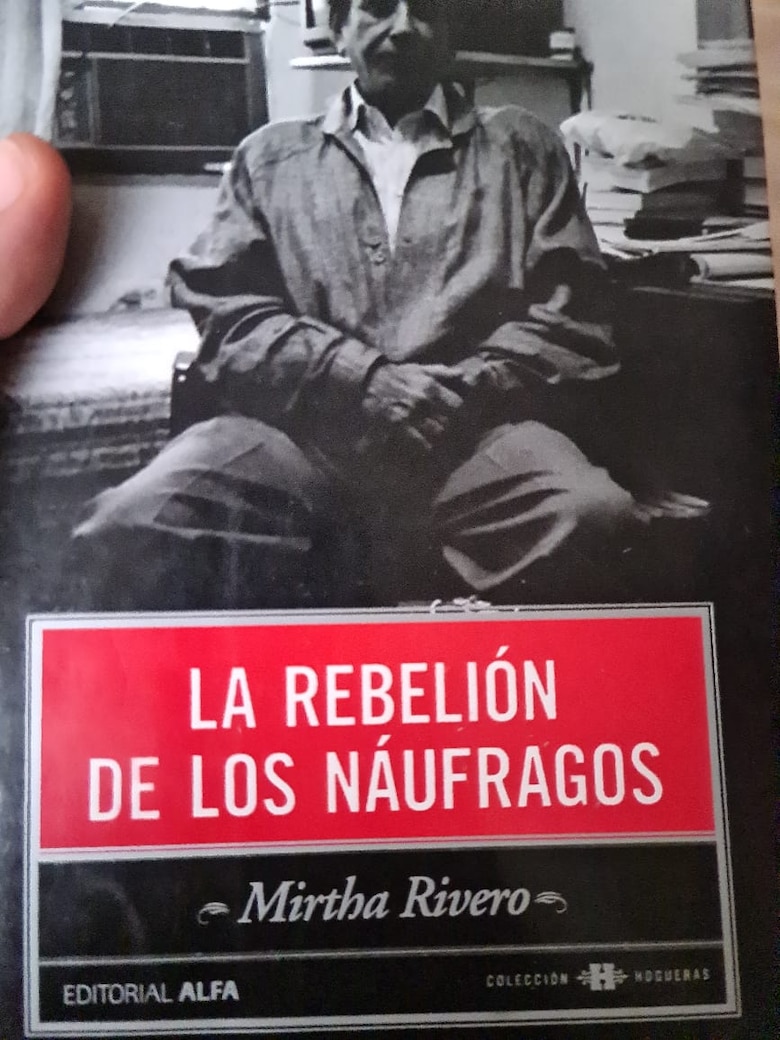 LA REBELIÓN
DE LOS NÁUFRAGOS
Mirtha Rivero
EDITORIAL ALFA
COLECCIÓN H HOGUERAS